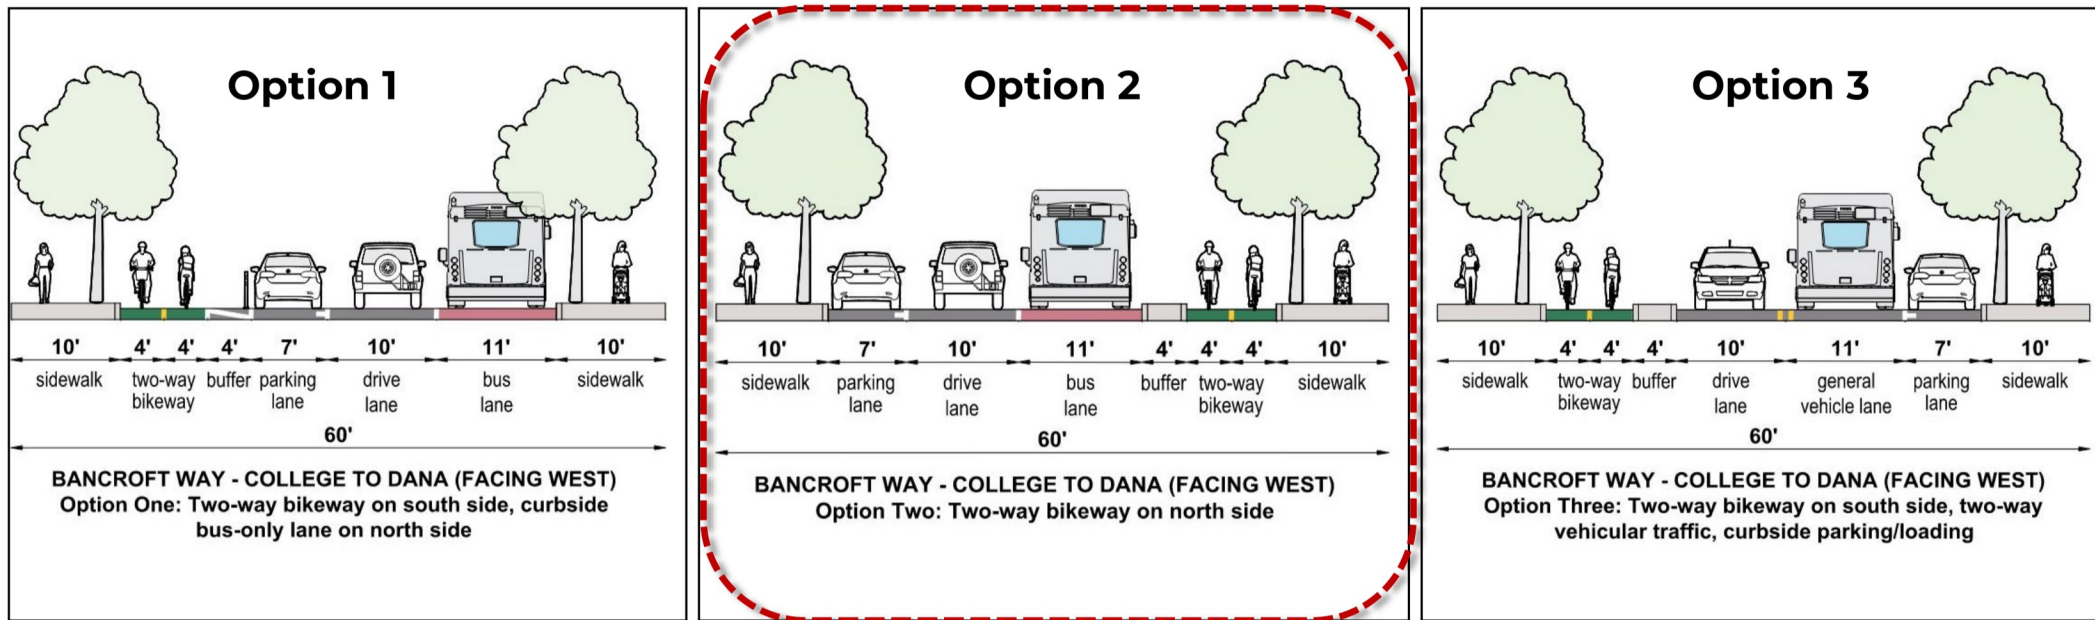 Option 1
10' 4' 4' 4' 7' 10' 11' 10'
sidewalk two-way buffer parking drive bus sidewalk
bikeway lane lane lane
60'
BANCROFT WAY - COLLEGE TO DANA (FACING WEST)
Option One: Two-way bikeway on south side, curbside
bus-only lane on north side
Option 2
10' 7' 10' 11' 4' 4' 4' 10'
sidewalk parking drive bus buffer two-way sidewalk
lane lane lane bikeway
60'
BANCROFT WAY - COLLEGE TO DANA (FACING WEST)
Option Two: Two-way bikeway on north side
Option 3
10' 4' 4' 4' 10' 11' 7' 10'
sidewalk two-way buffer drive general parking sidewalk
bikeway lane vehicle lane lane
60'
BANCROFT WAY - COLLEGE TO DANA (FACING WEST)
Option Three: Two-way bikeway on south side, two-way
vehicular traffic, curbside parking/loading